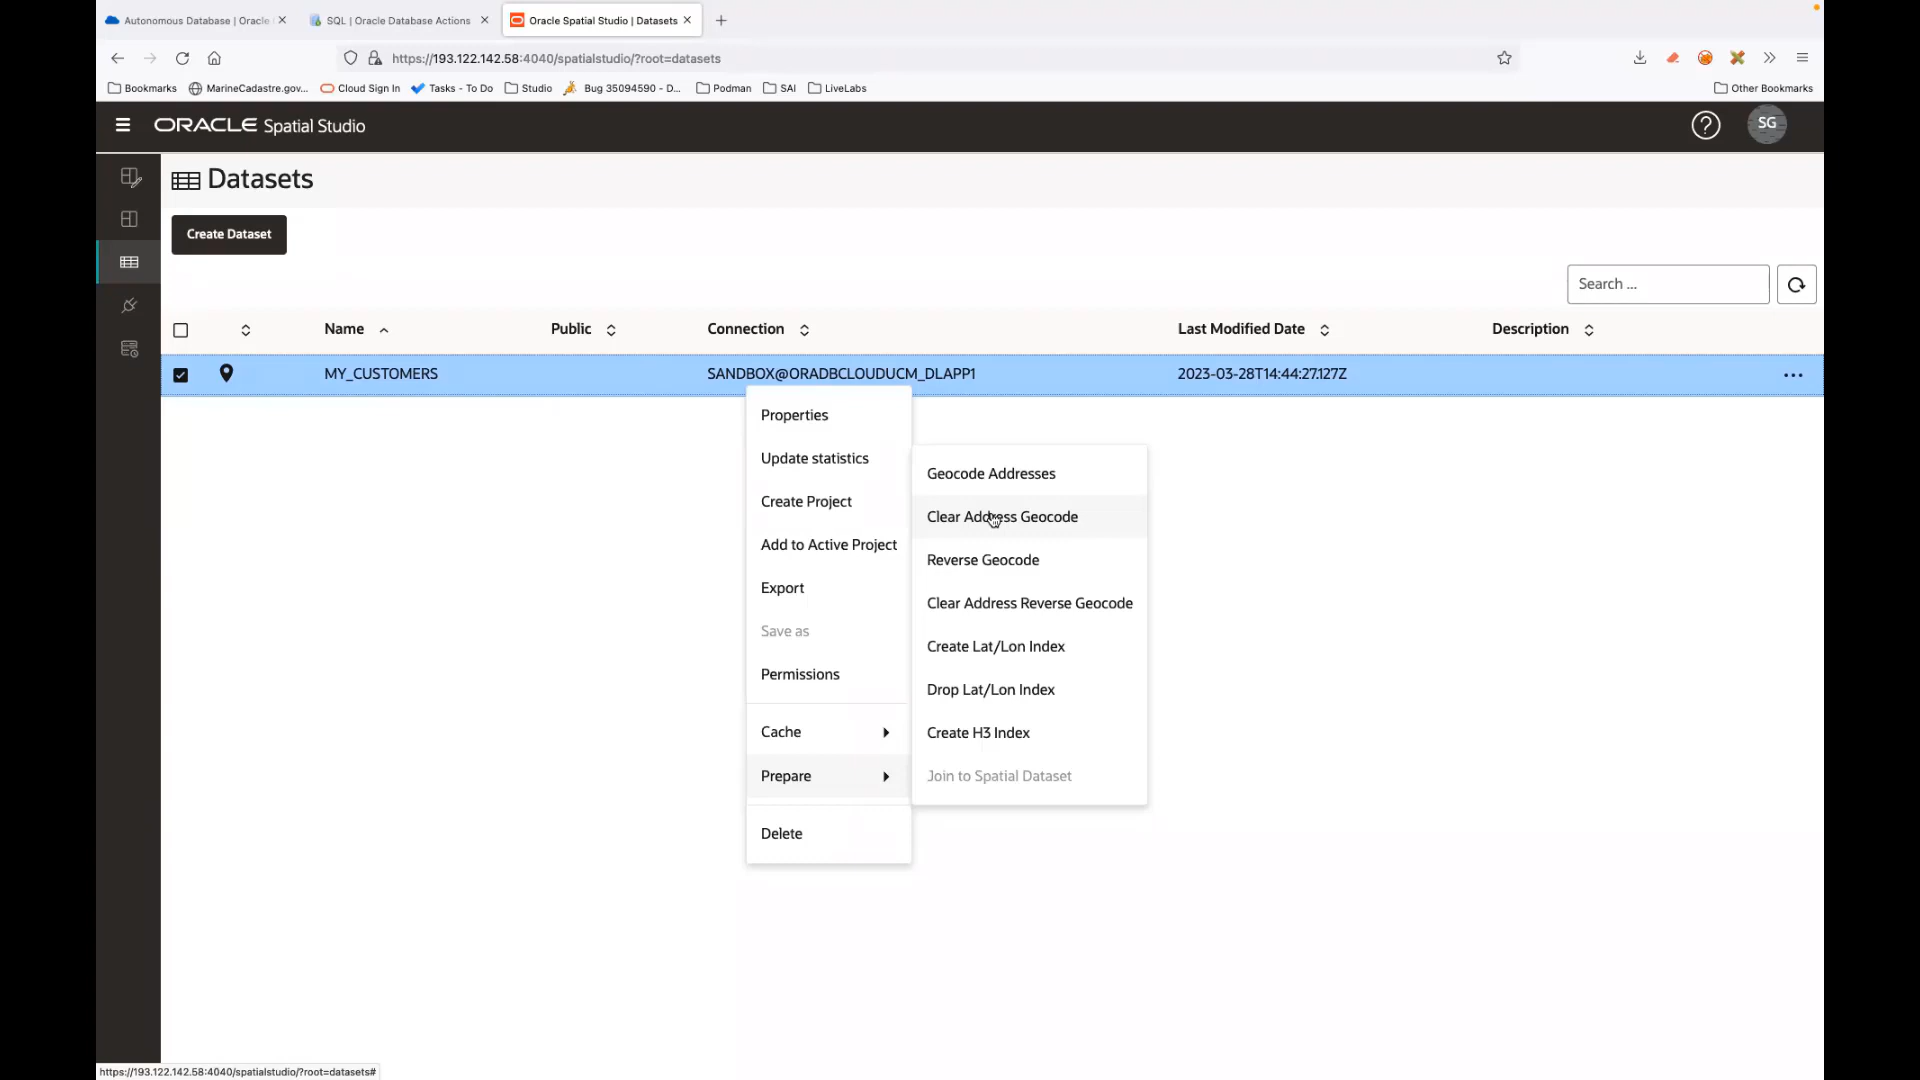 Autonomous Database | Oracle
SQL | Oracle Database Actions
Oracle Spatial Studio | Datasets
https://193.122.142.58:4040/spatialstudio/?root=datasets
Bookmarks
MarineCadastre.gov...
Cloud Sign In
Tasks - To Do
Studio
Bug 35094590 - D...
Podman
SAI
LiveLabs
Other Bookmarks
ORACLE Spatial Studio
?
SG
Datasets
Create Dataset
Search ...
Name
Public
Connection
Last Modified Date
Description
MY_CUSTOMERS
SANDBOX@ORADBCLOUDUCM_DLAPP1
2023-03-28T14:44:27.127Z
Properties
Update statistics
Create Project
Add to Active Project
Export
Save as
Permissions
Cache
Prepare
Delete
Geocode Addresses
Clear Address Geocode
Reverse Geocode
Clear Address Reverse Geocode
Create Lat/Lon Index
Drop Lat/Lon Index
Create H3 Index
Join to Spatial Dataset
https://193.122.142.58:4040/spatialstudio/?root=datasets#